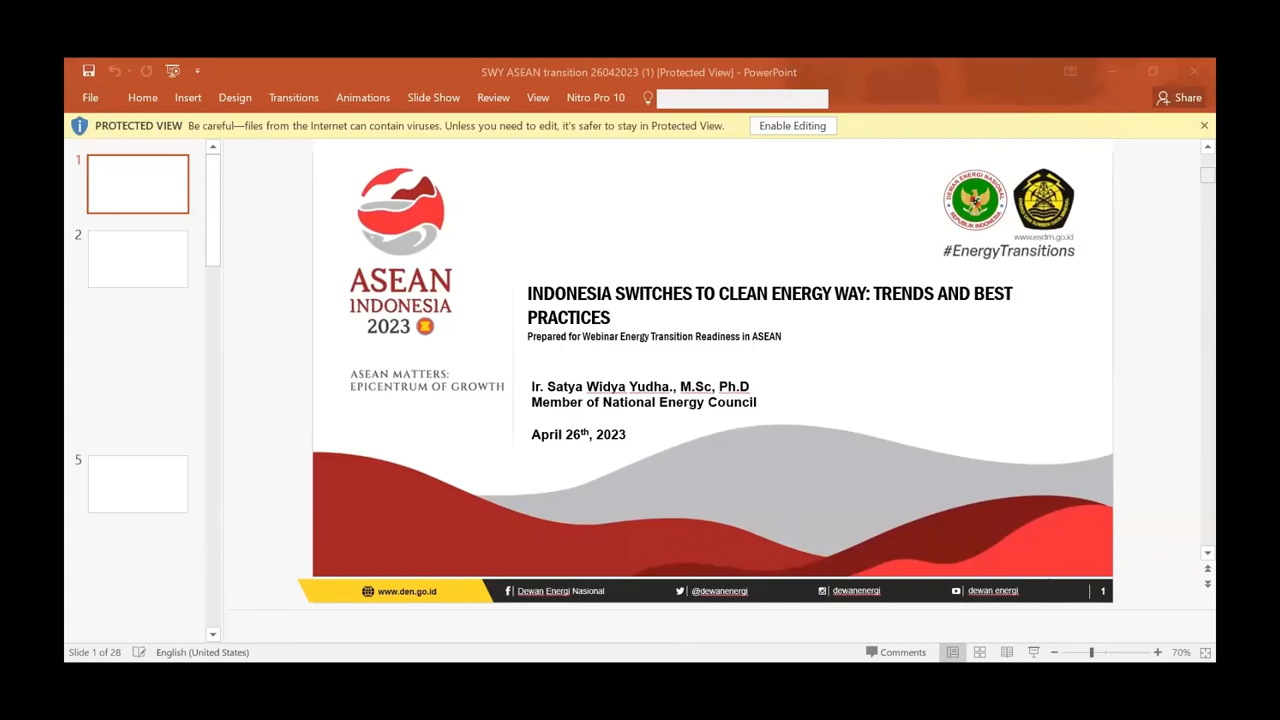 SWY ASEAN transition 26042023 (1) [Protected View] - PowerPoint
File Home Insert Design Transitions Animations Slide Show Review View Nitro Pro 10 Share
PROTECTED VIEW Be careful—files from the Internet can contain viruses. Unless you need to edit, it's safer to stay in Protected View. Enable Editing
1
2
5
ASEAN
INDONESIA
2023
ASEAN MATTERS:
EPICENTRUM OF GROWTH
DEWAN ENERGI NASIONAL
REPUBLIK INDONESIA
www.esdm.go.id
#EnergyTransitions
INDONESIA SWITCHES TO CLEAN ENERGY WAY: TRENDS AND BEST
PRACTICES
Prepared for Webinar Energy Transition Readiness in ASEAN
Ir. Satya Widya Yudha., M.Sc, Ph.D
Member of National Energy Council
April 26th, 2023
www.den.go.id Dewan Energi Nasional @dewanenergi dewanenergi dewan energi 1
Slide 1 of 28 English (United States) Comments 70%